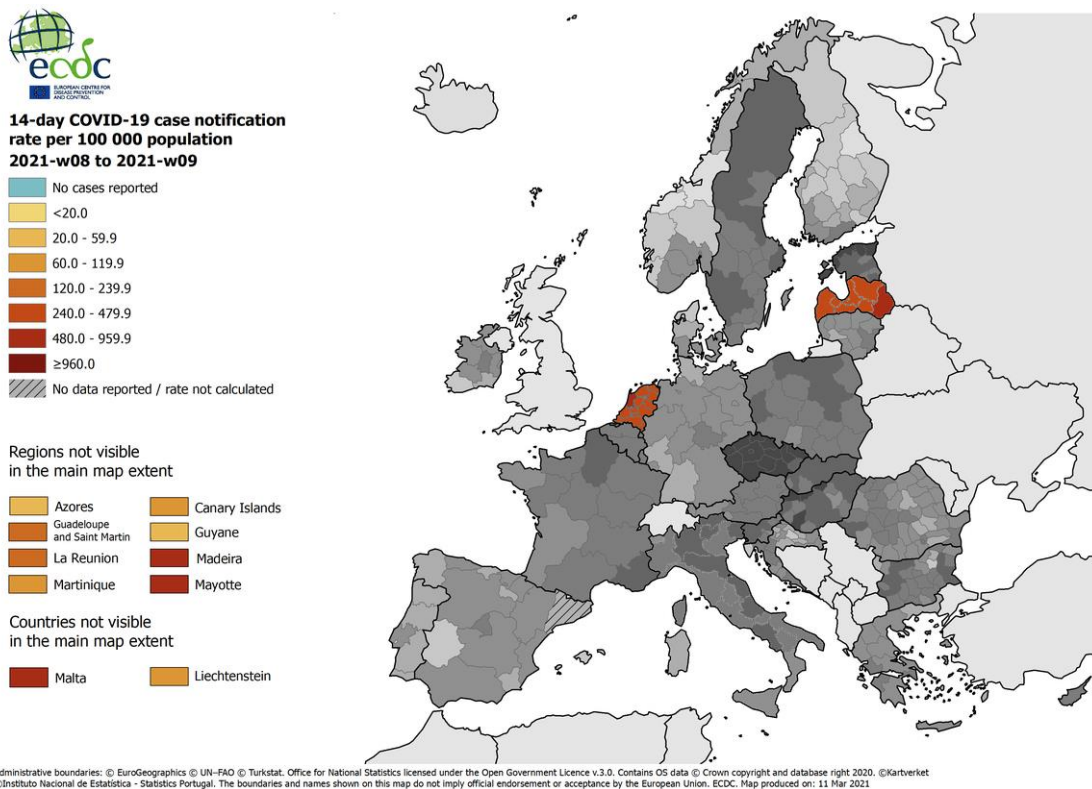 ecdc
EUROPEAN CENTRE FOR
DISEASE PREVENTION
AND CONTROL
14-day COVID-19 case notification
rate per 100 000 population
2021-w08 to 2021-w09
No cases reported
<20.0
20.0 - 59.9
60.0 - 119.9
120.0 - 239.9
240.0 - 479.9
480.0 - 959.9
≥960.0
No data reported / rate not calculated
Regions not visible
in the main map extent
Azores
Canary Islands
Guadeloupe
and Saint Martin
Guyane
La Reunion
Madeira
Martinique
Mayotte
Countries not visible
in the main map extent
Malta
Liechtenstein
dministrative boundaries: © EuroGeographics © UN–FAO © Turkstat. Office for National Statistics licensed under the Open Government Licence v.3.0. Contains OS data © Crown copyright and database right 2020. ©Kartverket
©Instituto Nacional de Estatística - Statistics Portugal. The boundaries and names shown on this map do not imply official endorsement or acceptance by the European Union. ECDC. Map produced on: 11 Mar 2021